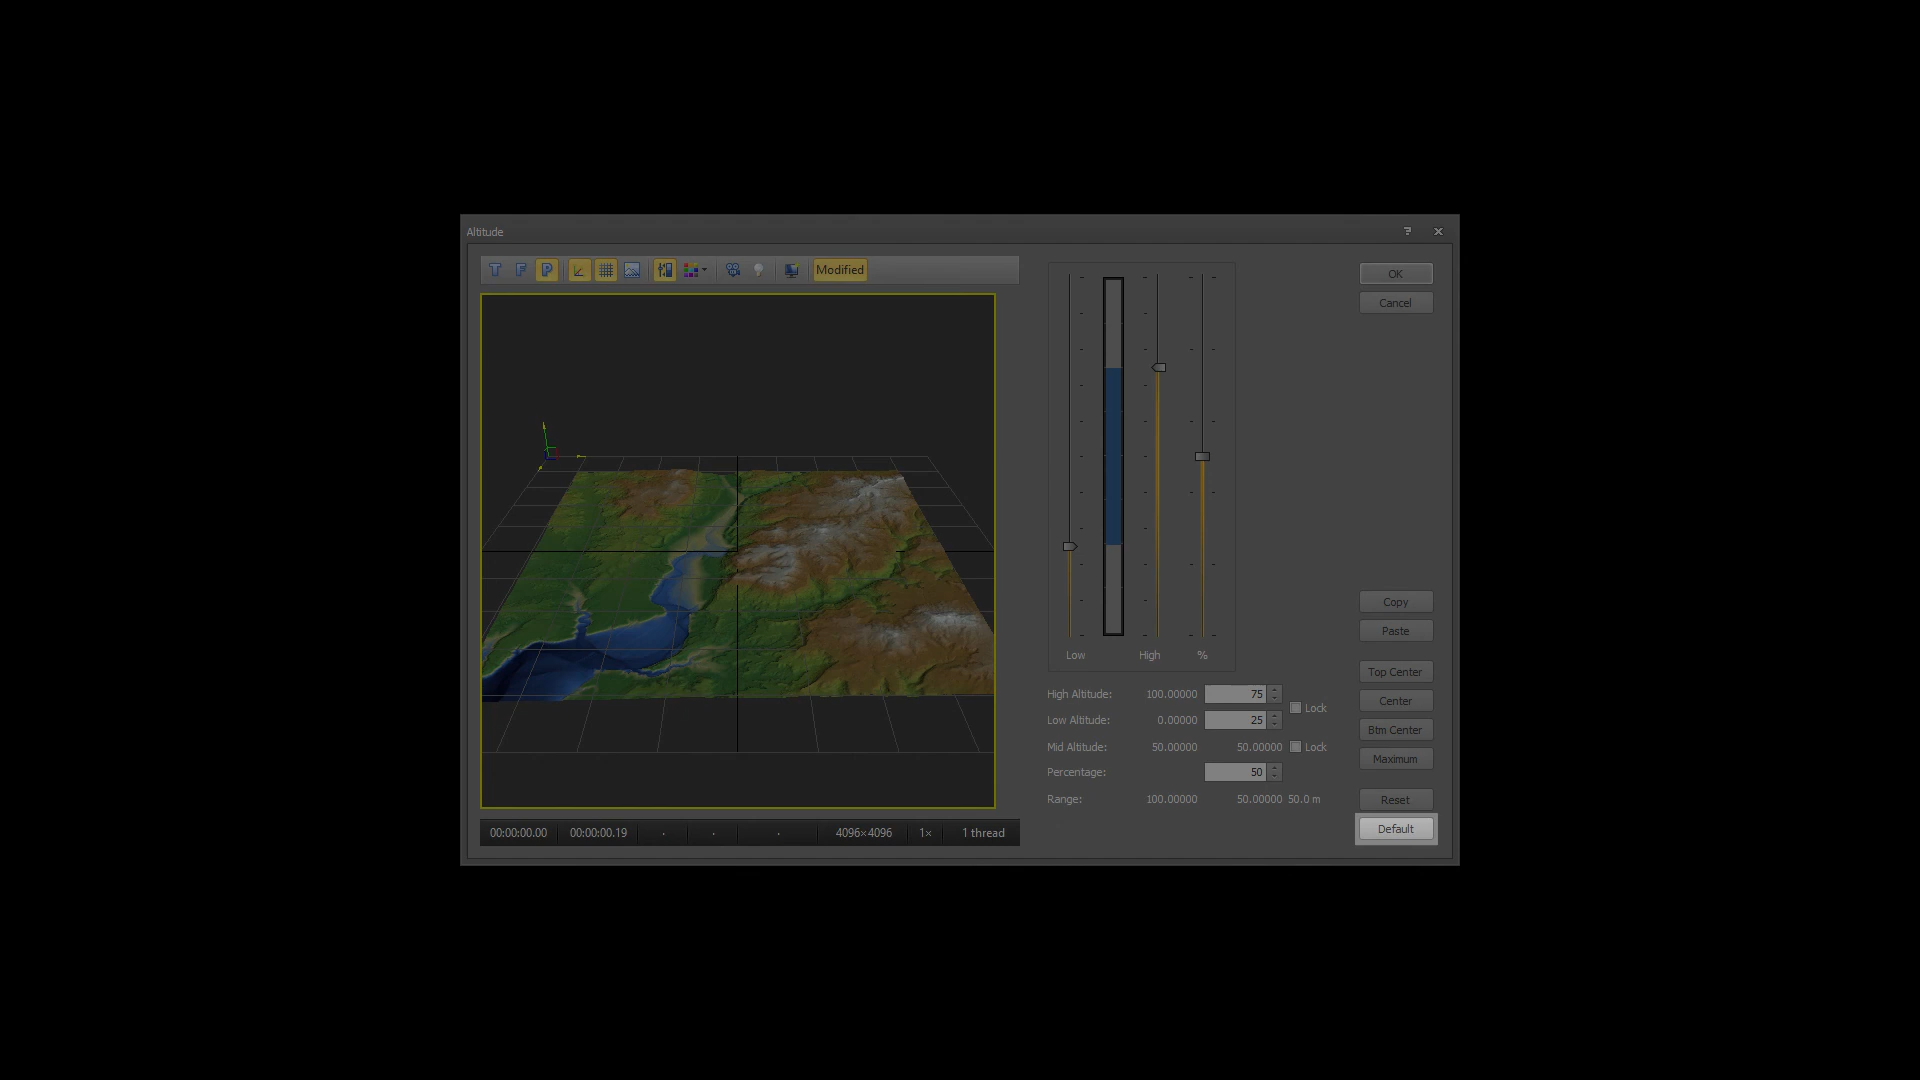 Altitude
T F P Modified
OK
Cancel
Low High %
Copy
Paste
Top Center
Center
Btm Center
Maximum
Reset
Default
High Altitude: 100.00000 75
Lock
Low Altitude: 0.00000 25
Mid Altitude: 50.00000 50.00000 Lock
Percentage: 50
Range: 100.00000 50.00000 50.0 m
00:00:00.00 00:00:00.19 . . . 4096×4096 1× 1 thread